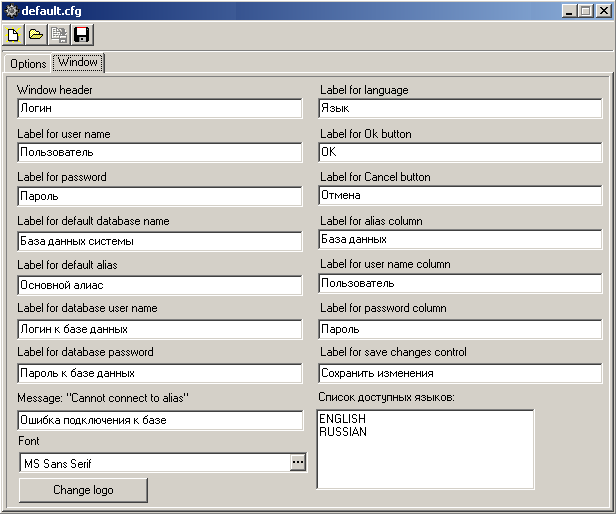 default.cfg
Options
Window
Window header
Логин
Label for user name
Пользователь
Label for password
Пароль
Label for default database name
База данных системы
Label for default alias
Основной алиас
Label for database user name
Логин к базе данных
Label for database password
Пароль к базе данных
Message: "Cannot connect to alias"
Ошибка подключения к базе
Font
MS Sans Serif
...
Change logo
Label for language
Язык
Label for Ok button
ОК
Label for Cancel button
Отмена
Label for alias column
База данных
Label for user name column
Пользователь
Label for password column
Пароль
Label for save changes control
Сохранить изменения
Список доступных языков:
ENGLISH
RUSSIAN